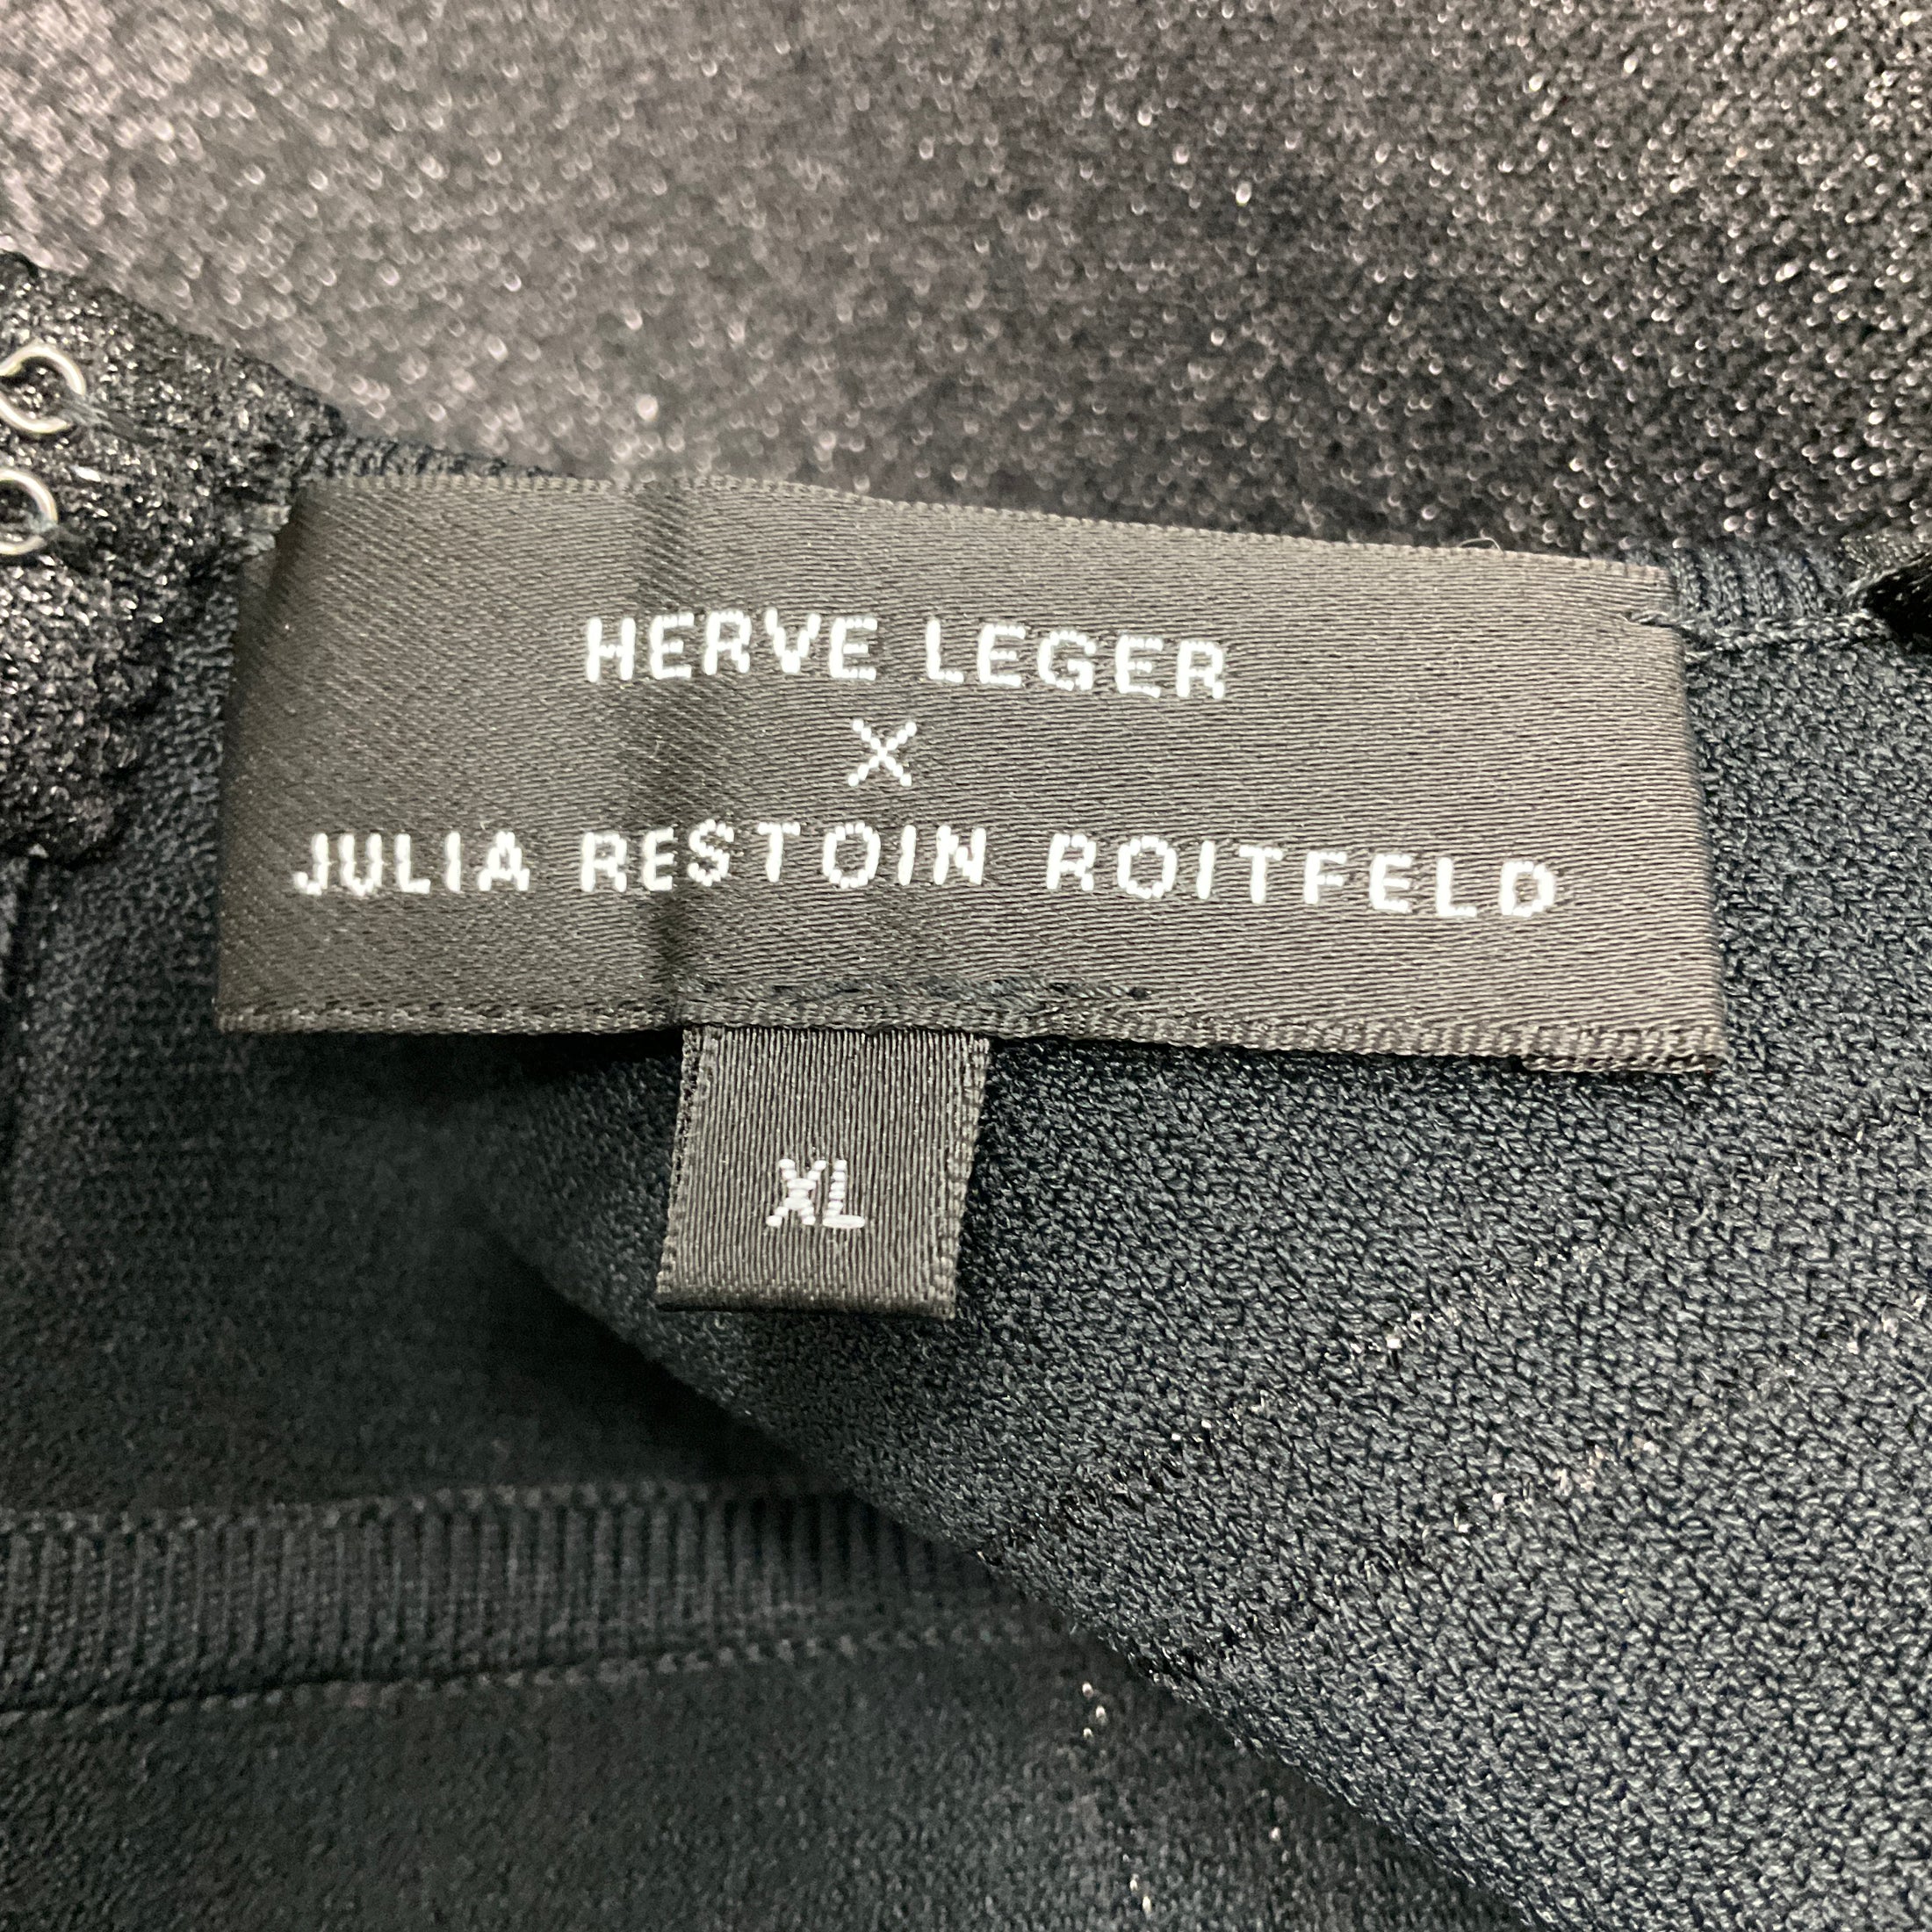 HERVE LEGER
X
JULIA RESTOIN ROITFELD
XL